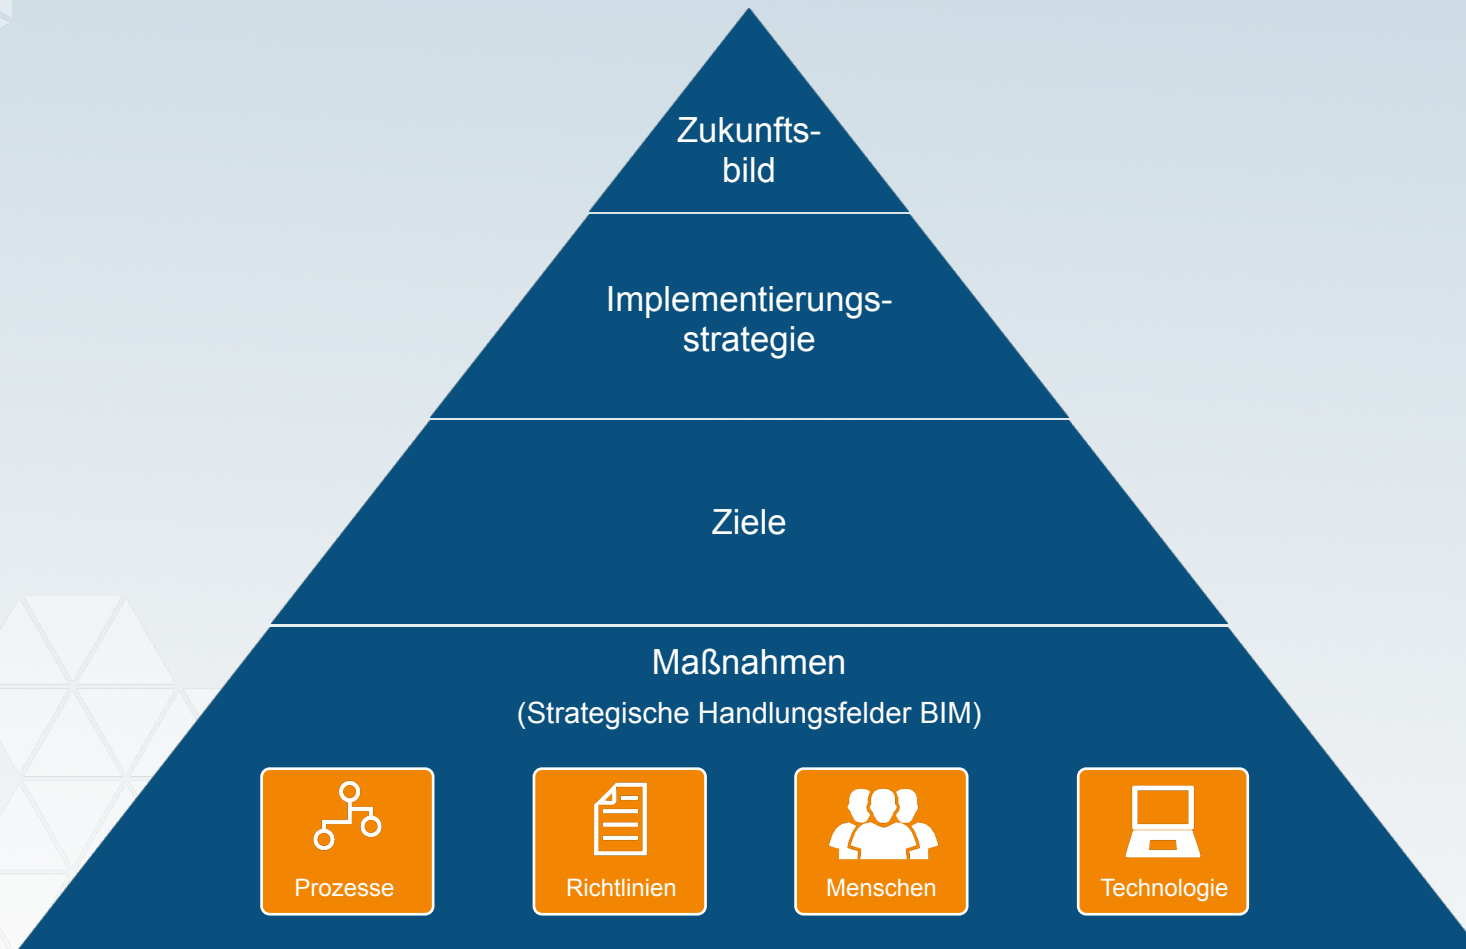 Zukunfts-
bild
Implementierungs-
strategie
Ziele
Maßnahmen
(Strategische Handlungsfelder BIM)
Prozesse
Richtlinien
Menschen
Technologie